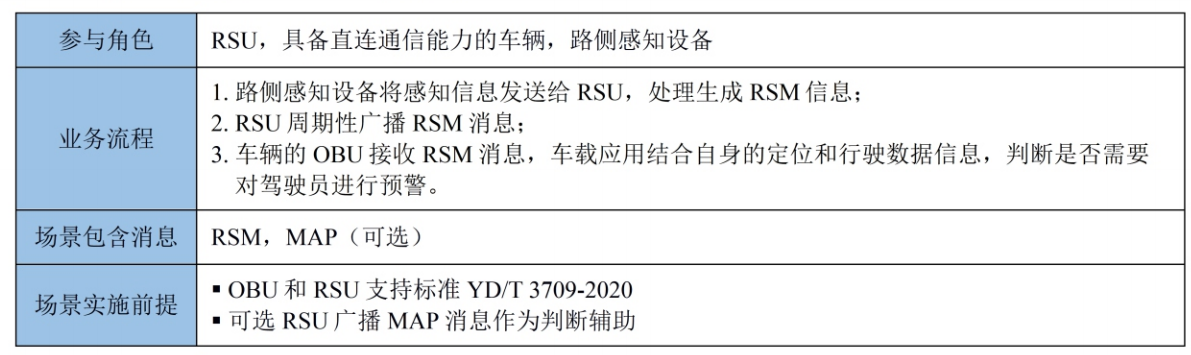 参与角色
RSU，具备直连通信能力的车辆，路侧感知设备
业务流程
1. 路侧感知设备将感知信息发送给 RSU，处理生成 RSM 信息；
2. RSU 周期性广播 RSM 消息；
3. 车辆的 OBU 接收 RSM 消息，车载应用结合自身的定位和行驶数据信息，判断是否需要
对驾驶员进行预警。
场景包含消息
RSM，MAP（可选）
场景实施前提
▪ OBU 和 RSU 支持标准 YD/T 3709-2020
▪ 可选 RSU 广播 MAP 消息作为判断辅助